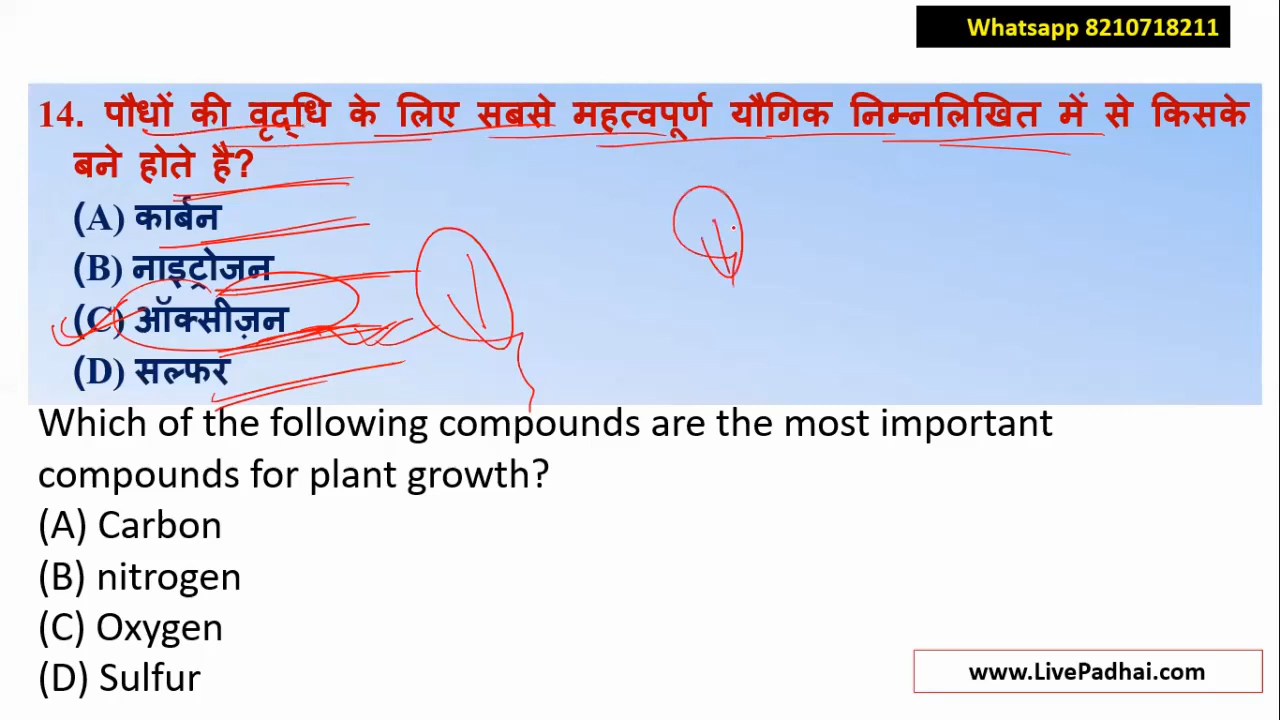 Whatsapp 8210718211
14. पौधों की वृद्धि के लिए सबसे महत्वपूर्ण यौगिक निम्नलिखित में से किसके
बने होते है?
(A) कार्बन
(B) नाइट्रोजन
(C) ऑक्सीज़न
(D) सल्फर
Which of the following compounds are the most important
compounds for plant growth?
(A) Carbon
(B) nitrogen
(C) Oxygen
(D) Sulfur
www.LivePadhai.com